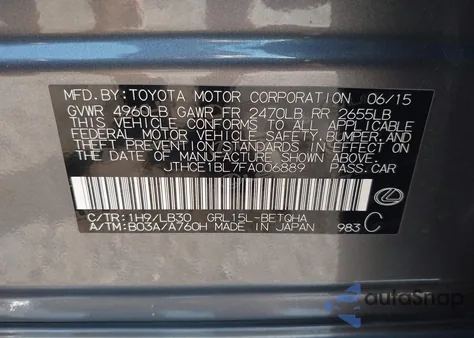 MFD.BY:TOYOTA MOTOR CORPORATION 06/15
GVWR 4960LB GAWR FR 2470LB RR 2655LB
THIS VEHICLE CONFORMS TO ALL APPLICABLE
FEDERAL MOTOR VEHICLE SAFETY, BUMPER, AND
THEFT PREVENTION STANDARDS IN EFFECT ON
THE DATE OF MANUFACTURE SHOWN ABOVE.
JTHCE1BL7FA006889 PASS.CAR
C/TR:1H9/LB30 GRL15L-BETQHA
A/TM:B03A/A760H MADE IN JAPAN 983 C
autoSnap